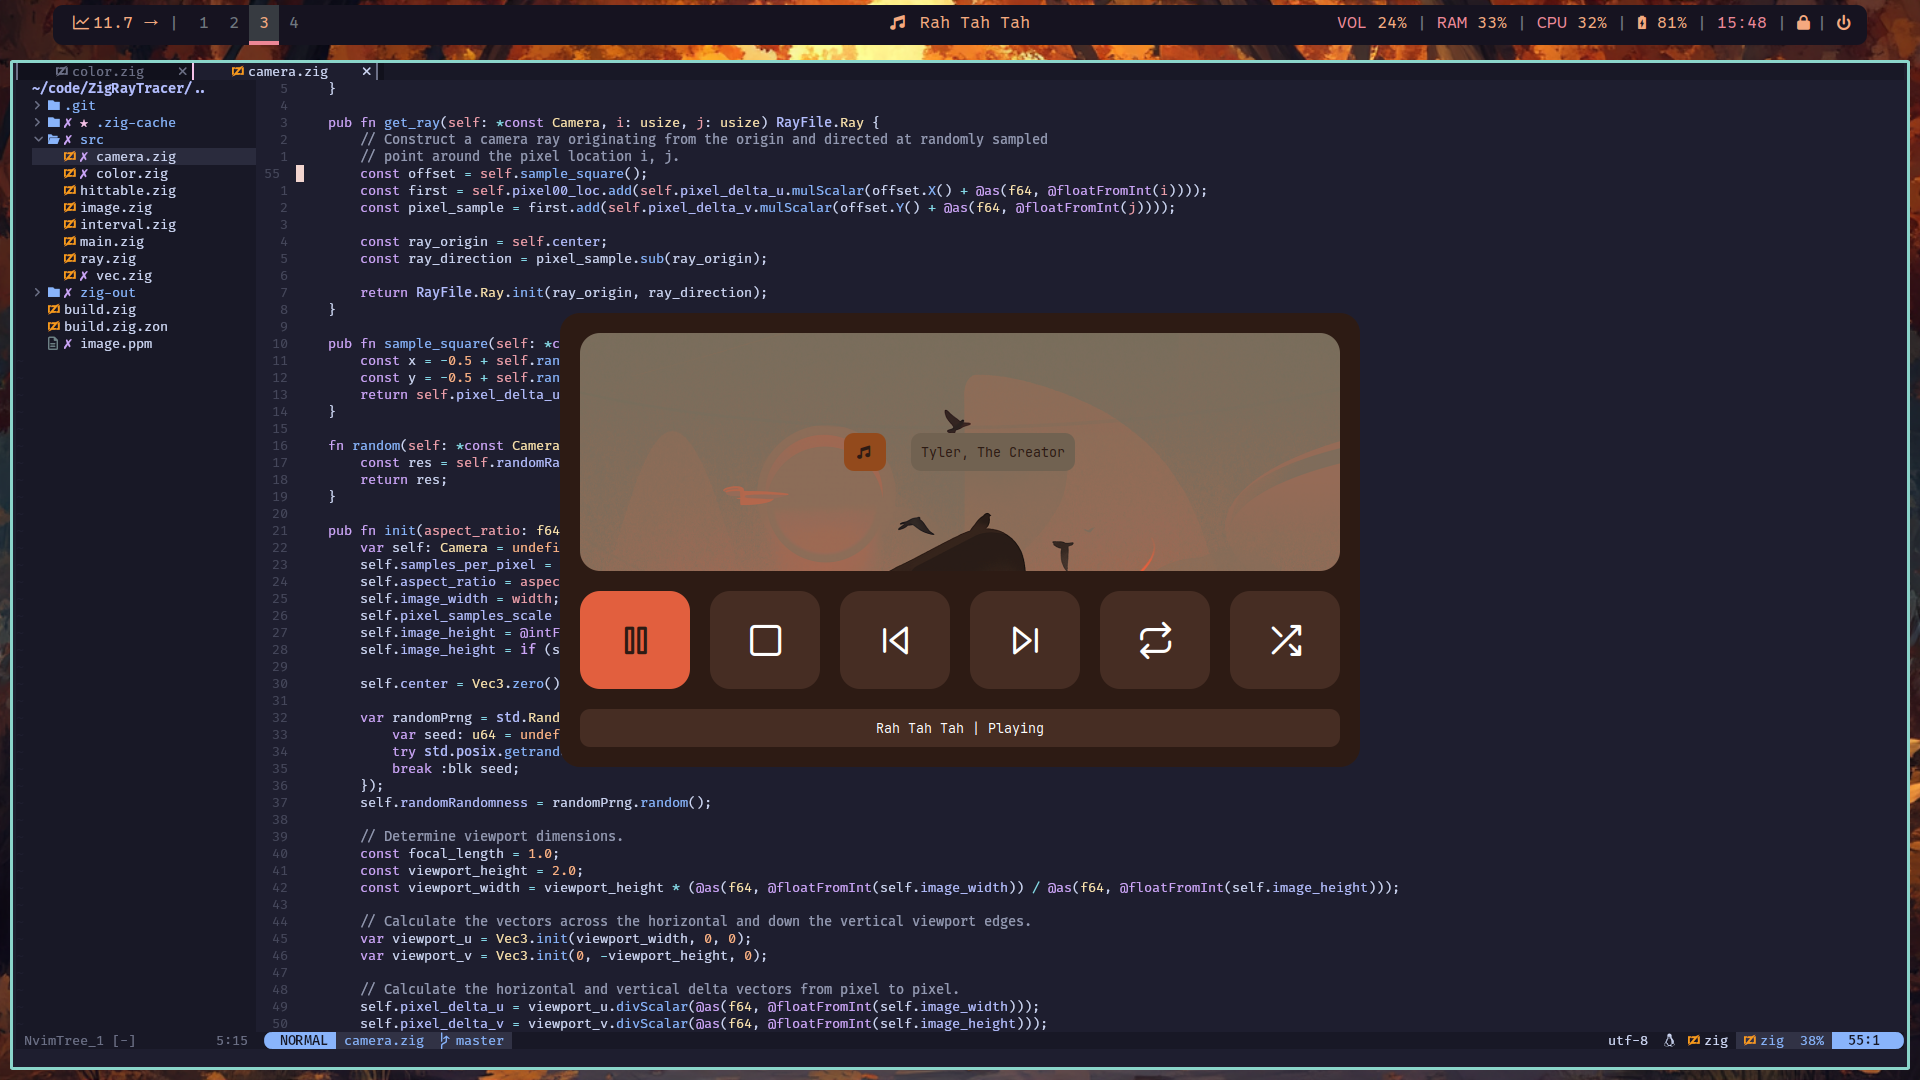 11.7 → | 1 2 3 4
Rah Tah Tah
VOL 24% | RAM 33% | CPU 32% | 81% | 15:48 | |
color.zig ✕
camera.zig ✕
~/code/ZigRayTracer/..
.git
✗ ★ .zig-cache
src
✗ camera.zig
✗ color.zig
hittable.zig
image.zig
interval.zig
main.zig
ray.zig
✗ vec.zig
✗ zig-out
build.zig
build.zig.zon
✗ image.ppm
5 }
4
3 pub fn get_ray(self: *const Camera, i: usize, j: usize) RayFile.Ray {
2 // Construct a camera ray originating from the origin and directed at randomly sampled
1 // point around the pixel location i, j.
55 const offset = self.sample_square();
1 const first = self.pixel00_loc.add(self.pixel_delta_u.mulScalar(offset.X() + @as(f64, @floatFromInt(i))));
2 const pixel_sample = first.add(self.pixel_delta_v.mulScalar(offset.Y() + @as(f64, @floatFromInt(j))));
3
4 const ray_origin = self.center;
5 const ray_direction = pixel_sample.sub(ray_origin);
6
7 return RayFile.Ray.init(ray_origin, ray_direction);
8 }
9
10 pub fn sample_square(self: *c
11 const x = -0.5 + self.ran
12 const y = -0.5 + self.ran
13 return self.pixel_delta_u
14 }
15
16 fn random(self: *const Camera
17 const res = self.randomRa
18 return res;
19 }
20
21 pub fn init(aspect_ratio: f64
22 var self: Camera = undefi
23 self.samples_per_pixel =
24 self.aspect_ratio = aspec
25 self.image_width = width;
26 self.pixel_samples_scale
27 self.image_height = @intF
28 self.image_height = if (s
29
30 self.center = Vec3.zero()
31
32 var randomPrng = std.Rand
33 var seed: u64 = undef
34 try std.posix.getrand
35 break :blk seed;
36 });
37 self.randomRandomness = randomPrng.random();
38
39 // Determine viewport dimensions.
40 const focal_length = 1.0;
41 const viewport_height = 2.0;
42 const viewport_width = viewport_height * (@as(f64, @floatFromInt(self.image_width)) / @as(f64, @floatFromInt(self.image_height)));
43
44 // Calculate the vectors across the horizontal and down the vertical viewport edges.
45 var viewport_u = Vec3.init(viewport_width, 0, 0);
46 var viewport_v = Vec3.init(0, -viewport_height, 0);
47
48 // Calculate the horizontal and vertical delta vectors from pixel to pixel.
49 self.pixel_delta_u = viewport_u.divScalar(@as(f64, @floatFromInt(self.image_width)));
50 self.pixel_delta_v = viewport_v.divScalar(@as(f64, @floatFromInt(self.image_height)));
Tyler, The Creator
Rah Tah Tah | Playing
NvimTree_1 [-] 5:15
NORMAL camera.zig master
utf-8 zig zig 38% 55:1